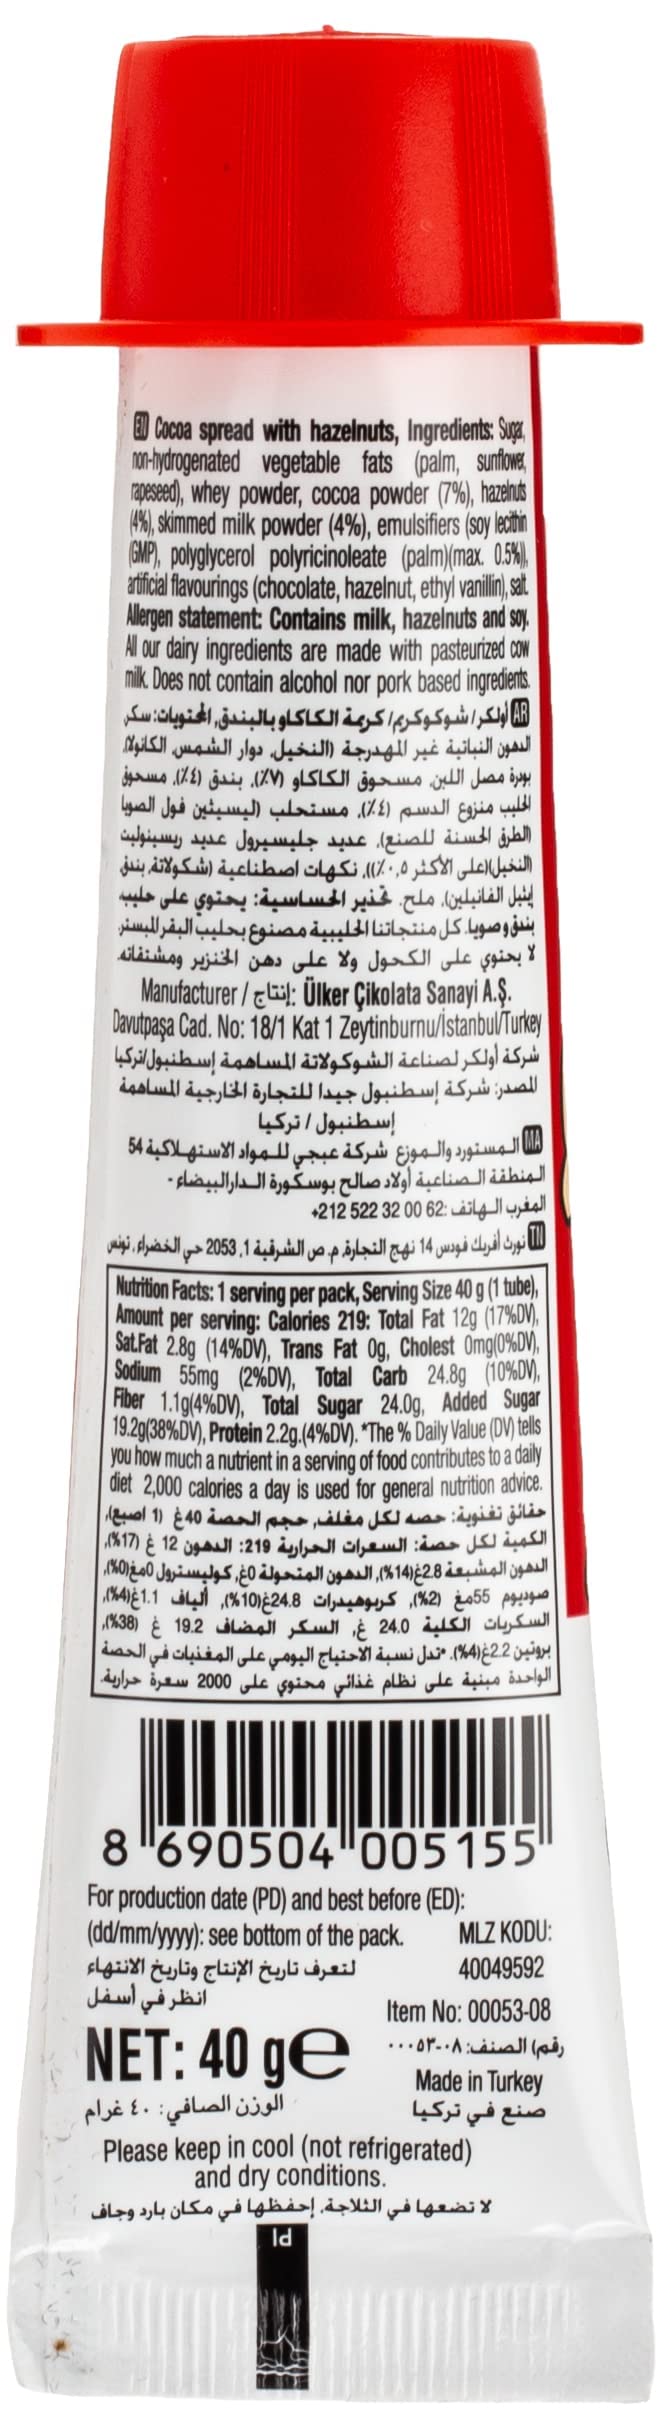 EN Cocoa spread with hazelnuts, Ingredients: Sugar,
non-hydrogenated vegetable fats (palm, sunflower,
rapeseed), whey powder, cocoa powder (7%), hazelnuts
(4%), skimmed milk powder (4%), emulsifiers (soy lecithin
(GMP), polyglycerol polyricinoleate (palm)(max. 0.5%)),
artificial flavourings (chocolate, hazelnut, ethyl vanillin), salt.
Allergen statement: Contains milk, hazelnuts and soy.
All our dairy ingredients are made with pasteurized cow
milk. Does not contain alcohol nor pork based ingredients.
AR أولكر/ شوكوكريم/ كريمة الكاكاو بالبندق, المحتويات: سكر,
الدهون النباتية غير المهدرجة (النخيل, دوار الشمس, الكانولا),
بودرة مصل اللبن, مسحوق الكاكاو (٧٪), بندق (٤٪), مسحوق
الحليب منزوع الدسم (٤٪), مستحلب (ليسيثين فول الصويا
(الطرق الحسنة للصنع), عديد جليسيرول عديد ريسينوليت
(النخيل)(على الأكثر ٠.٥٪)), نكهات اصطناعية (شكولاتة, بندق,
إيثيل الفانيلين), ملح. تحذير الحساسية: يحتوي على حليب,
بندق وصويا. كل منتجاتنا الحليبية مصنوع بحليب البقر المبستر.
لا يحتوي على الكحول ولا على دهن الخنزير ومشتقاته.
Manufacturer / إنتاج: Ülker Çikolata Sanayi A.Ş.
Davutpaşa Cad. No: 18/1 Kat 1 Zeytinburnu/İstanbul/Turkey
شركة أولكر لصناعة الشوكولاتة المساهمة إسطنبول/تركيا
المصدر: شركة إسطنبول جيدا للتجارة الخارجية المساهمة
إسطنبول / تركيا
MA المستورد والموزع شركة عيجي للمواد الاستهلاكية 54
المنطقة الصناعية أولاد صالح بوسكورة الدارالبيضاء -
المغرب الهاتف: +212 522 32 00 62
TN نورث أفريك فودس 14 نهج التجارة, م.ص الشرقية 1, 2053 حي الخضراء, تونس
Nutrition Facts: 1 serving per pack, Serving Size 40 g (1 tube),
Amount per serving: Calories 219: Total Fat 12g (17%DV),
Sat.Fat 2.8g (14%DV), Trans Fat 0g, Cholest 0mg(0%DV),
Sodium 55mg (2%DV), Total Carb 24.8g (10%DV),
Fiber 1.1g(4%DV), Total Sugar 24.0g, Added Sugar
19.2g(38%DV), Protein 2.2g.(4%DV). *The % Daily Value (DV) tells
you how much a nutrient in a serving of food contributes to a daily
diet 2,000 calories a day is used for general nutrition advice.
حقائق تغذوية: حصه لكل مغلف, حجم الحصة 40غ (1 اصبع),
الكمية لكل حصة: السعرات الحرارية 219: الدهون 12 غ (17%),
الدهون المشبعة 2.8غ(14%), الدهون المتحولة 0غ, كوليسترول 0مغ(0%),
صوديوم 55مغ (2%), كربوهيدرات 24.8غ(10%), ألياف 1.1غ(4%),
السكريات الكلية 24.0 غ, السكر المضاف 19.2 غ (38%),
بروتين 2.2غ(4%). *تدل نسبة الاحتياج اليومي على المغذيات في الحصة
الواحدة مبنية على نظام غذائي محتوي على 2000 سعرة حرارية.
8 690504 005155
For production date (PD) and best before (ED):
(dd/mm/yyyy): see bottom of the pack.
MLZ KODU:
40049592
لتعرف تاريخ الإنتاج وتاريخ الانتهاء
انظر في أسفل
Item No: 00053-08
رقم) الصنف: ٠٨-٠٠٠٥٣
NET: 40 g e
Made in Turkey
الوزن الصافي: ٤٠ غرام
صنع في تركيا
Please keep in cool (not refrigerated)
and dry conditions.
لا تضعها في الثلاجة, إحفظها في مكان بارد وجاف
Pl